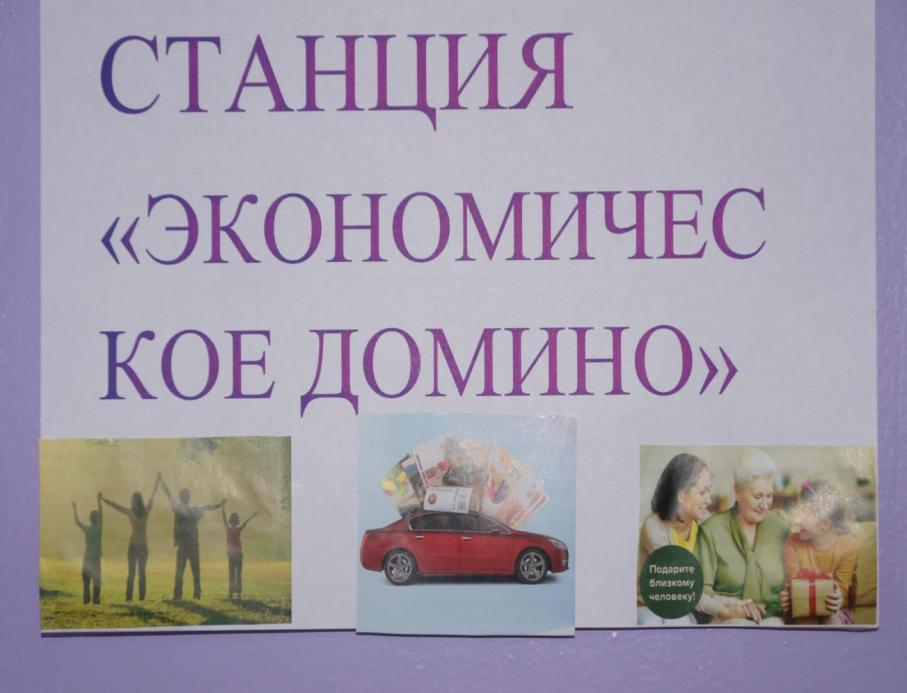 СТАНЦИЯ
«ЭКОНОМИЧЕС
КОЕ ДОМИНО»
Подарите
близкому
человеку!